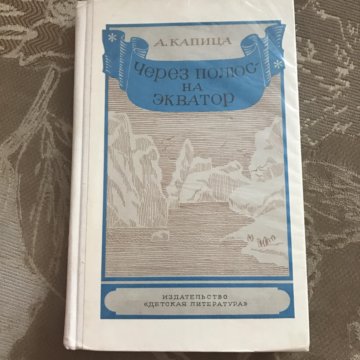 А. КАПИЦА
ЧЕРЕЗ ПОЛЮС-
НА
ЭКВАТОР
ИЗДАТЕЛЬСТВО
«ДЕТСКАЯ ЛИТЕРАТУРА»